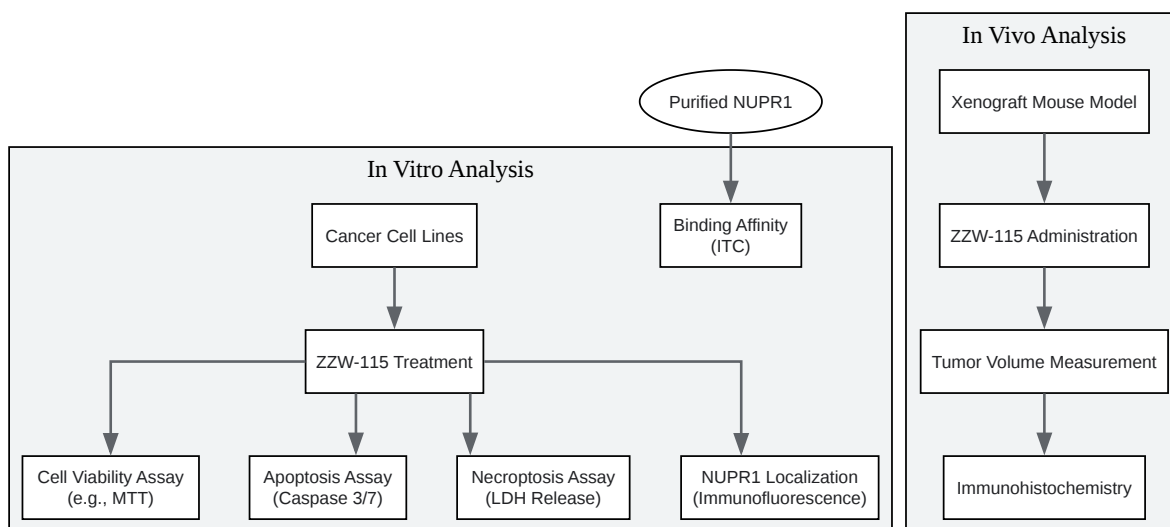 In Vivo Analysis
Purified NUPR1
Xenograft Mouse Model
In Vitro Analysis
Cancer Cell Lines
Binding Affinity
(ITC)
ZZW-115 Administration
ZZW-115 Treatment
Tumor Volume Measurement
Cell Viability Assay
(e.g., MTT)
Apoptosis Assay
(Caspase 3/7)
Necroptosis Assay
(LDH Release)
NUPR1 Localization
(Immunofluorescence)
Immunohistochemistry